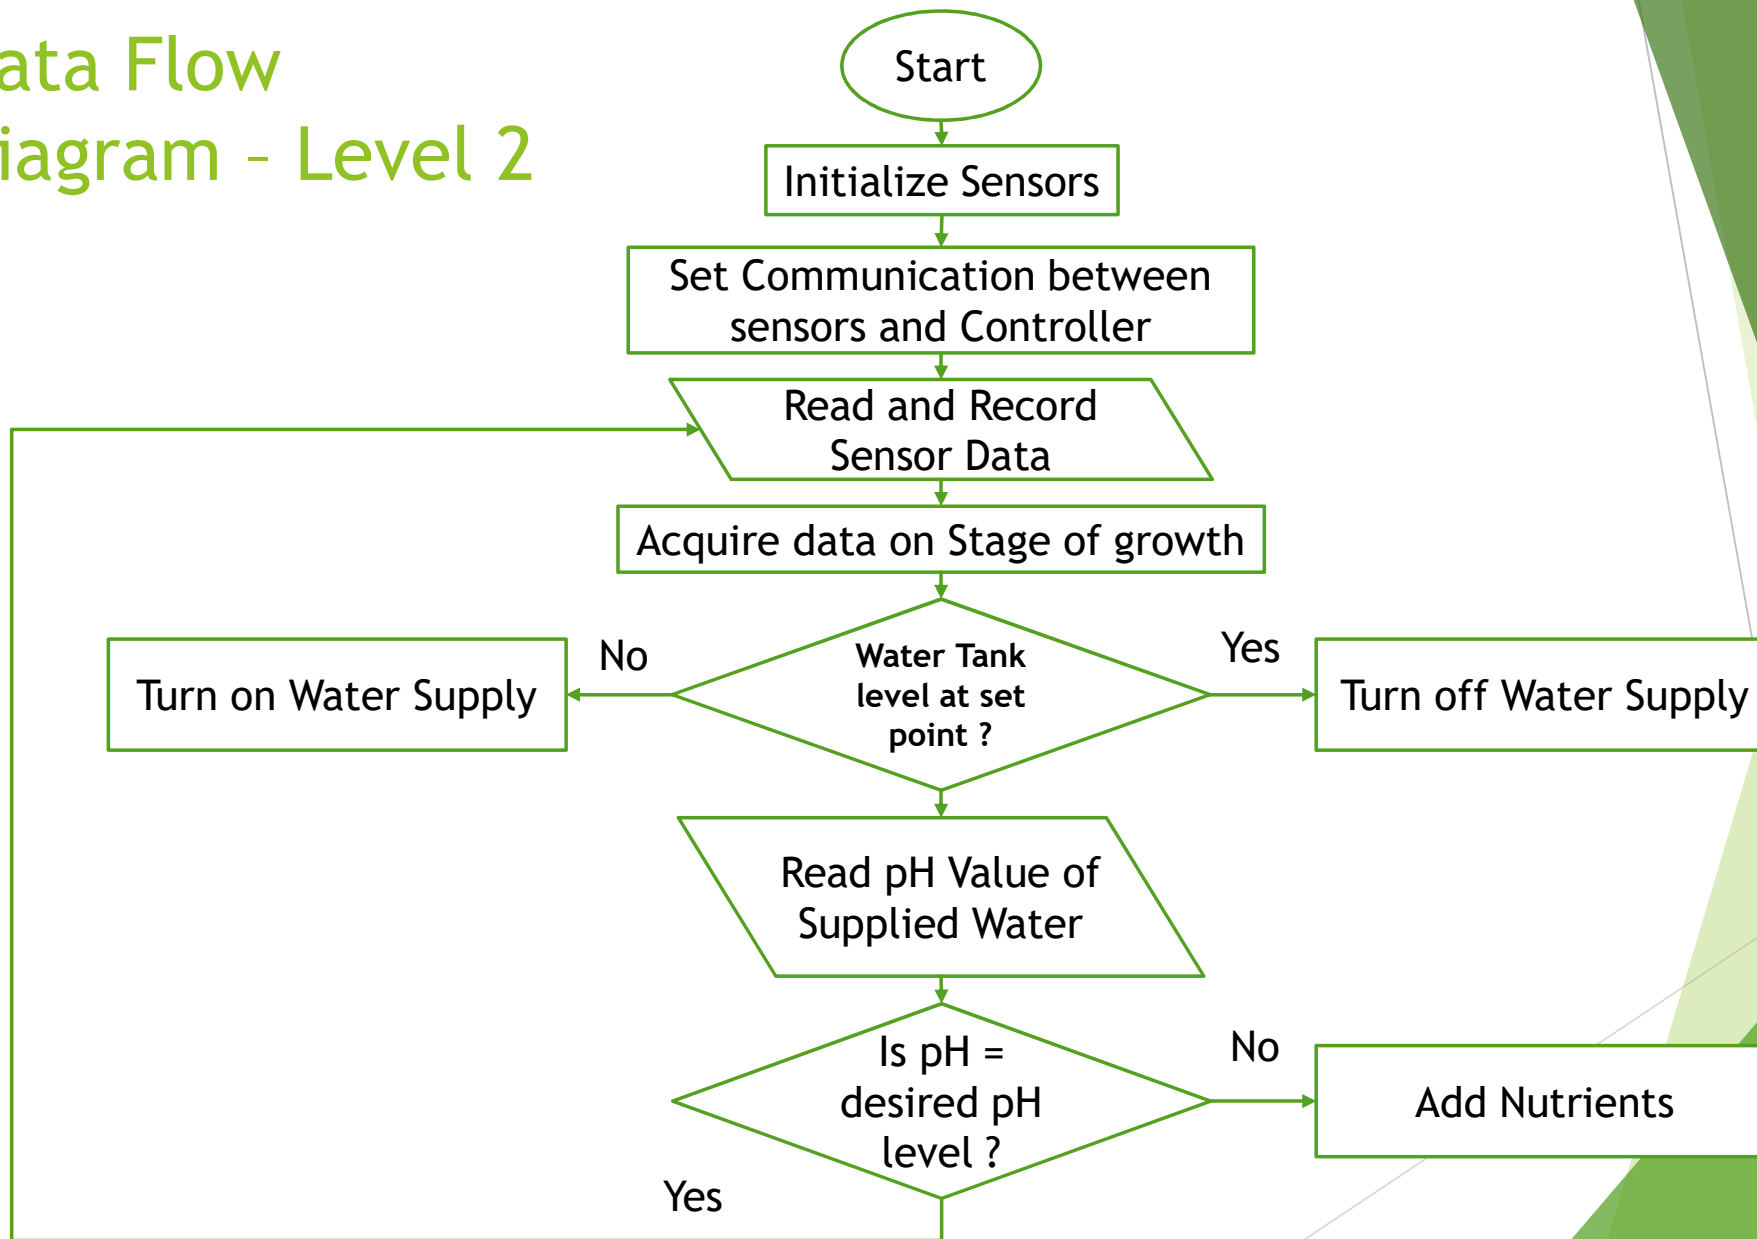 ata Flow
iagram – Level 2
Start
Initialize Sensors
Set Communication between
sensors and Controller
Read and Record
Sensor Data
Acquire data on Stage of growth
No
Water Tank
level at set
point ?
Yes
Turn on Water Supply
Turn off Water Supply
Read pH Value of
Supplied Water
Is pH =
desired pH
level ?
No
Add Nutrients
Yes